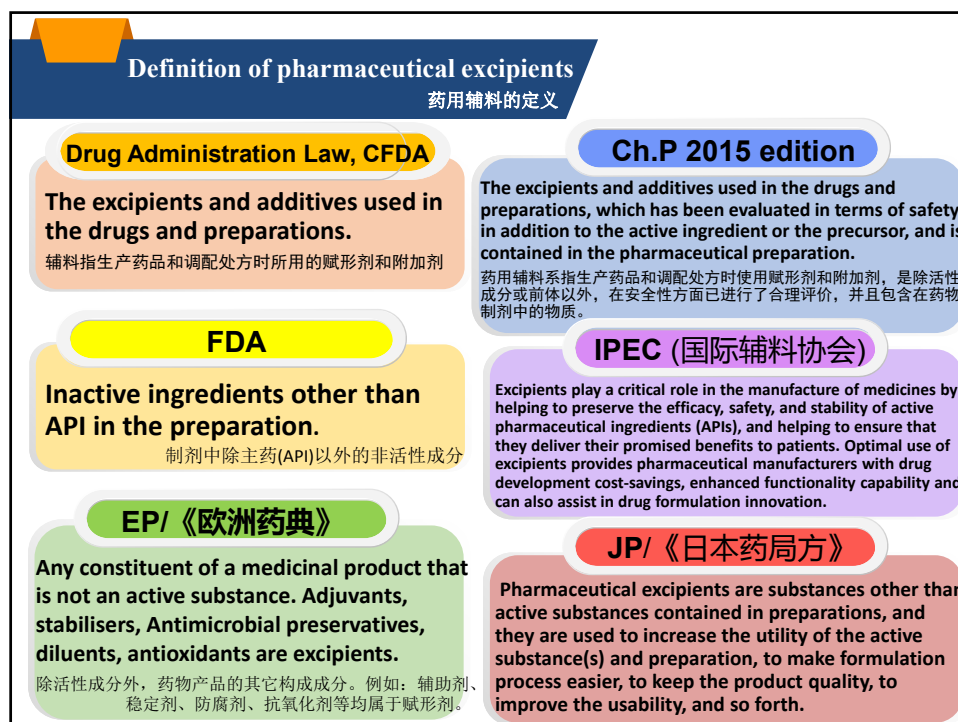 Definition of pharmaceutical excipients
药用辅料的定义
Drug Administration Law, CFDA
The excipients and additives used in
the drugs and preparations.
辅料指生产药品和调配处方时所用的赋形剂和附加剂
FDA
Inactive ingredients other than
API in the preparation.
制剂中除主药(API)以外的非活性成分
EP/《欧洲药典》
Any constituent of a medicinal product that
is not an active substance. Adjuvants,
stabilisers, Antimicrobial preservatives,
diluents, antioxidants are excipients.
除活性成分外，药物产品的其它构成成分。例如：辅助剂、
稳定剂、防腐剂、抗氧化剂等均属于赋形剂。
Ch.P 2015 edition
The excipients and additives used in the drugs and
preparations, which has been evaluated in terms of safety
in addition to the active ingredient or the precursor, and is
contained in the pharmaceutical preparation.
药用辅料系指生产药品和调配处方时使用赋形剂和附加剂，是除活性
成分或前体以外，在安全性方面已进行了合理评价，并且包含在药物
制剂中的物质。
IPEC (国际辅料协会)
Excipients play a critical role in the manufacture of medicines by
helping to preserve the efficacy, safety, and stability of active
pharmaceutical ingredients (APIs), and helping to ensure that
they deliver their promised benefits to patients. Optimal use of
excipients provides pharmaceutical manufacturers with drug
development cost-savings, enhanced functionality capability and
can also assist in drug formulation innovation.
JP/《日本药局方》
Pharmaceutical excipients are substances other than
active substances contained in preparations, and
they are used to increase the utility of the active
substance(s) and preparation, to make formulation
process easier, to keep the product quality, to
improve the usability, and so forth.